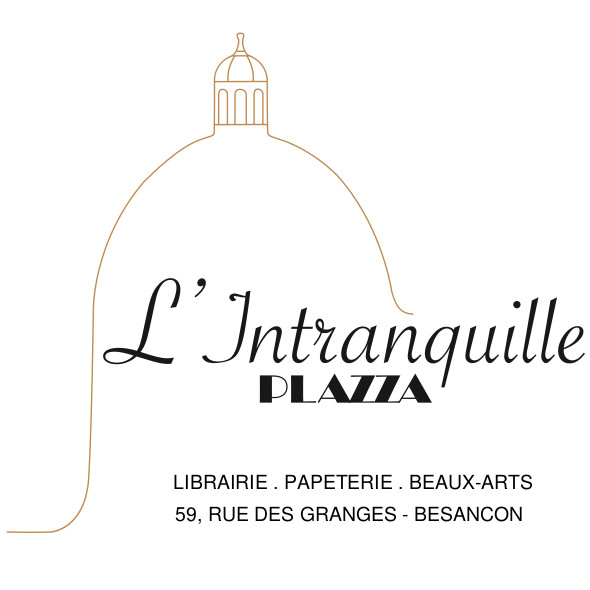 L'Intranquille
PLAZZA
LIBRAIRIE . PAPETERIE . BEAUX-ARTS
59, RUE DES GRANGES - BESANCON